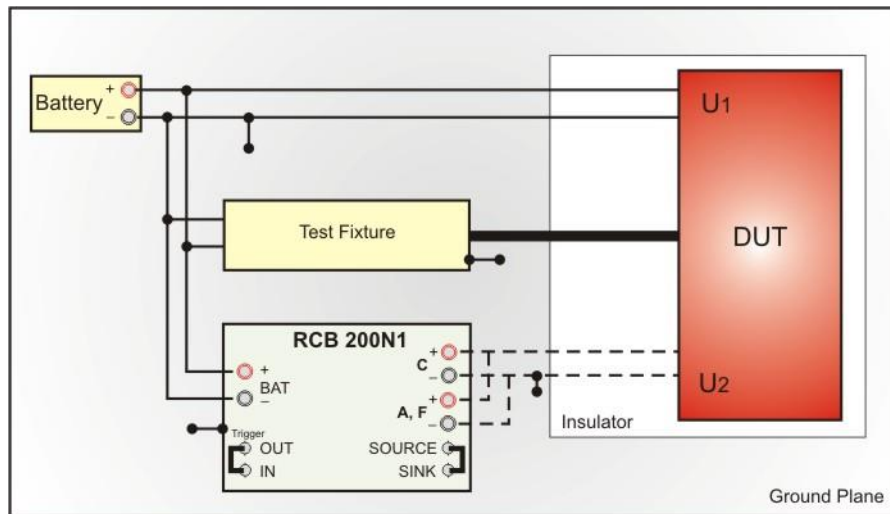 Battery
+
−
U1
Test Fixture
DUT
RCB 200N1
+
BAT
−
C
+
−
A, F
+
−
U2
Insulator
Trigger
OUT
SOURCE
IN
SINK
Ground Plane